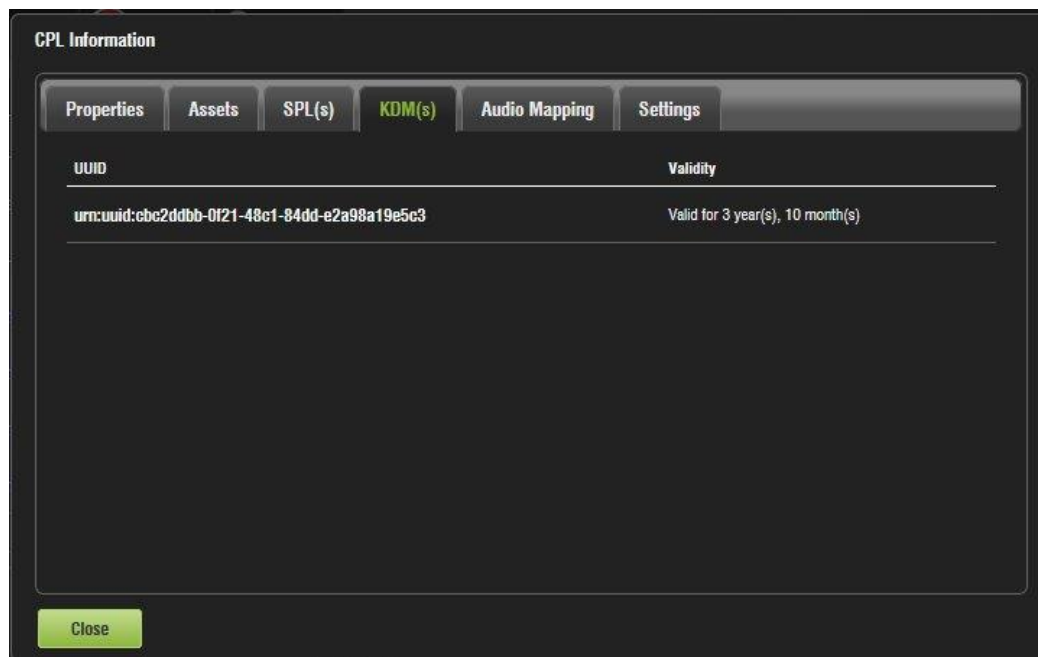 CPL Information
Properties Assets SPL(s) KDM(s) Audio Mapping Settings
UUID Validity
urn:uuid:cbc2ddbb-0f21-48c1-84dd-e2a98a19e5c3 Valid for 3 year(s), 10 month(s)
Close